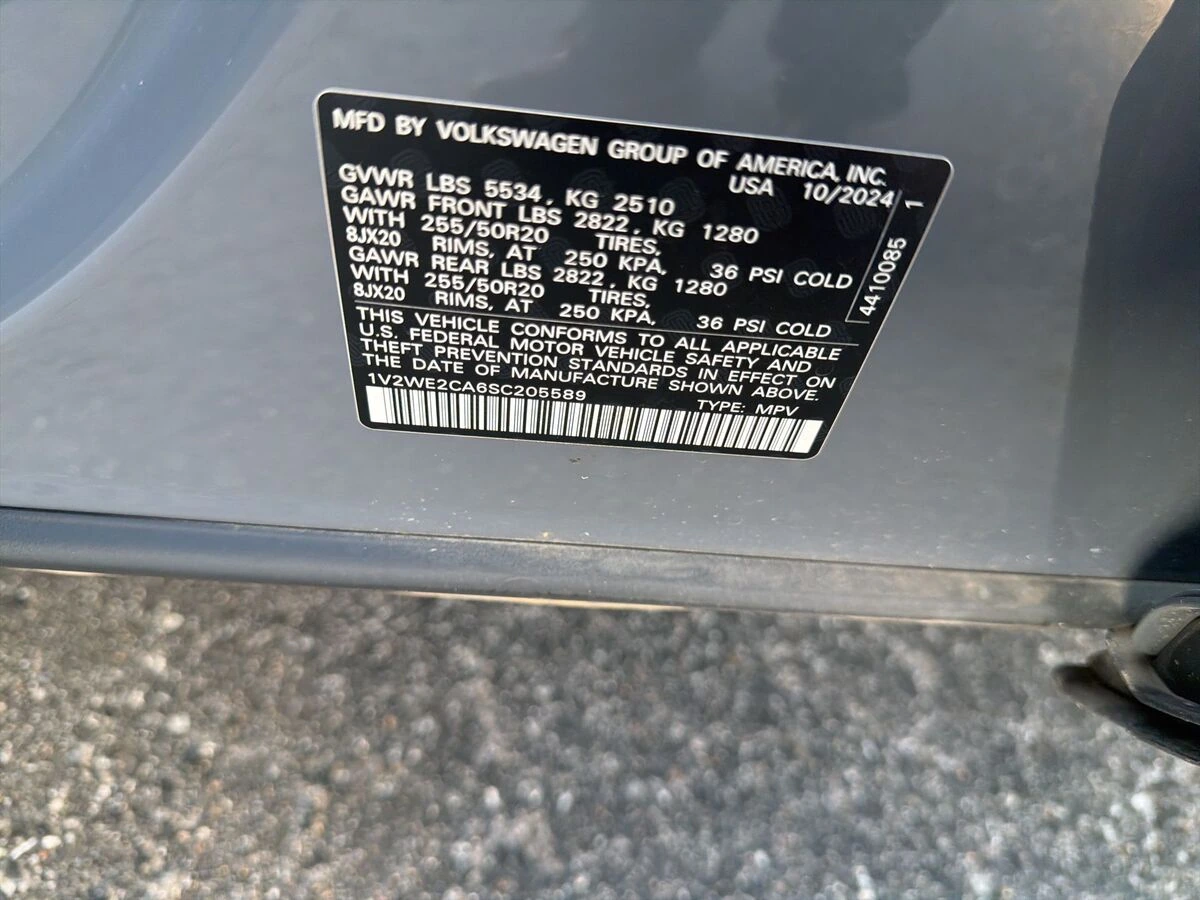 MFD BY VOLKSWAGEN GROUP OF AMERICA, INC.
USA 10/2024
GVWR LBS 5534, KG 2510
GAWR FRONT LBS 2822, KG 1280
WITH 255/50R20 TIRES,
8JX20 RIMS, AT 250 KPA, 36 PSI COLD
GAWR REAR LBS 2822, KG 1280
WITH 255/50R20 TIRES,
8JX20 RIMS, AT 250 KPA, 36 PSI COLD
4410085 1
THIS VEHICLE CONFORMS TO ALL APPLICABLE
U.S. FEDERAL MOTOR VEHICLE SAFETY AND
THEFT PREVENTION STANDARDS IN EFFECT ON
THE DATE OF MANUFACTURE SHOWN ABOVE.
1V2WE2CA6SC205589 TYPE: MPV